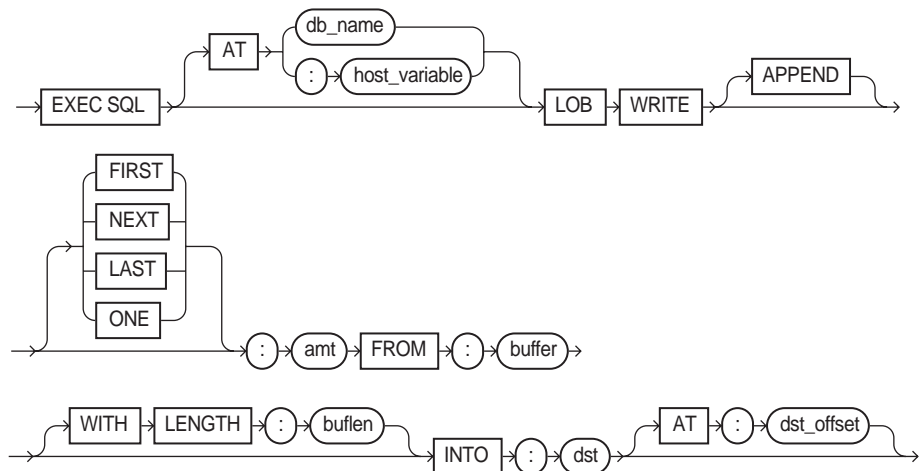 db_name
AT
: host_variable
EXEC SQL LOB WRITE APPEND
FIRST
NEXT
LAST
ONE
: amt FROM : buffer
WITH LENGTH : buflen AT : dst_offset
INTO : dst